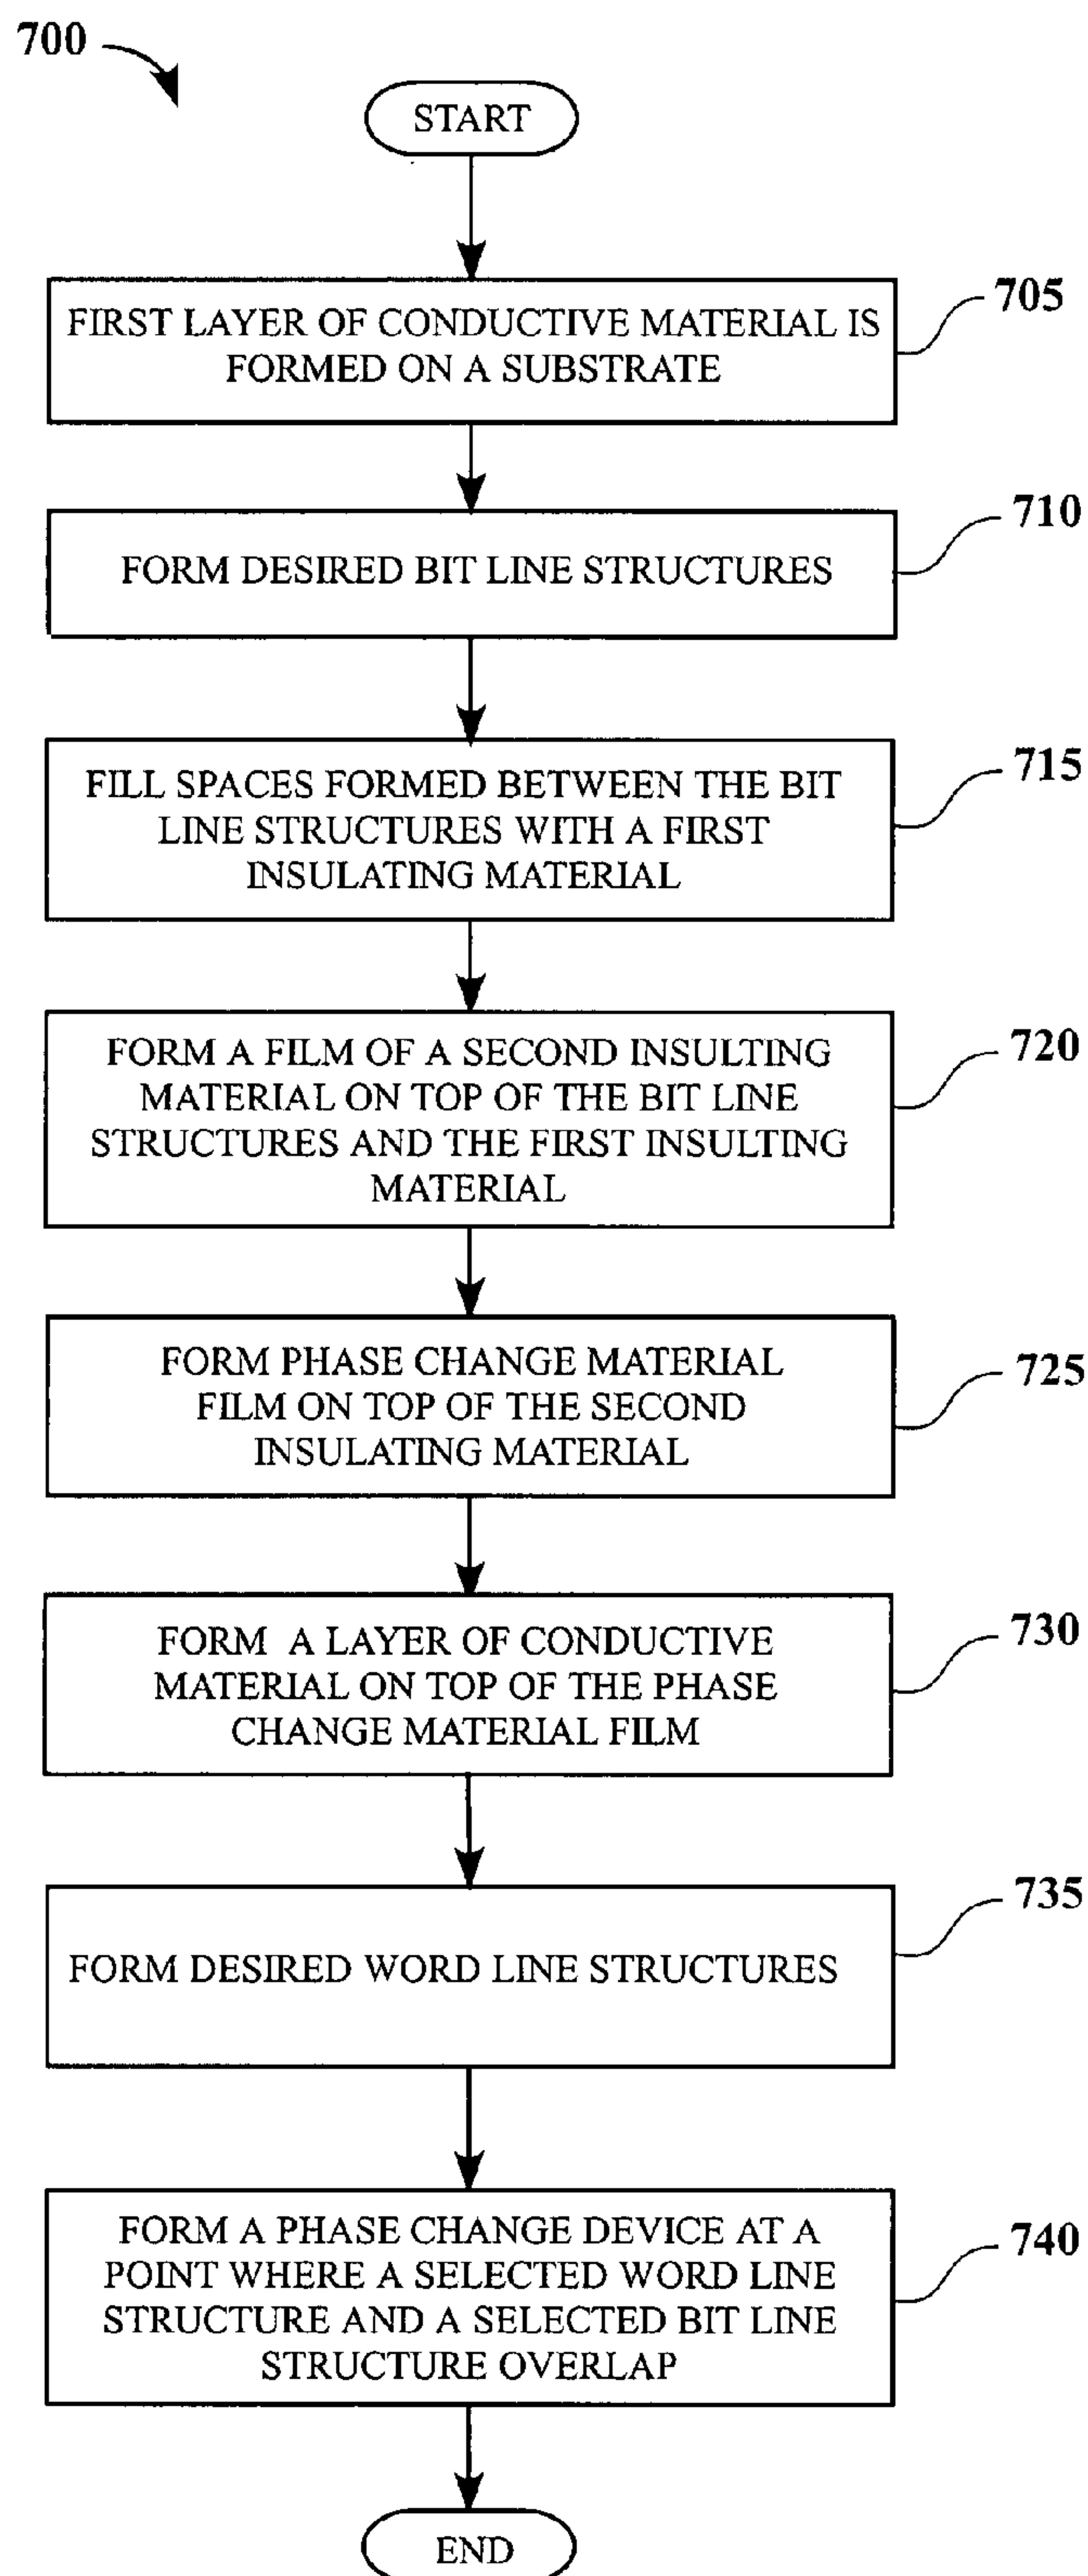 700
START
FIRST LAYER OF CONDUCTIVE MATERIAL IS
FORMED ON A SUBSTRATE
705
FORM DESIRED BIT LINE STRUCTURES
710
FILL SPACES FORMED BETWEEN THE BIT
LINE STRUCTURES WITH A FIRST
INSULATING MATERIAL
715
FORM A FILM OF A SECOND INSULTING
MATERIAL ON TOP OF THE BIT LINE
STRUCTURES AND THE FIRST INSULTING
MATERIAL
720
FORM PHASE CHANGE MATERIAL
FILM ON TOP OF THE SECOND
INSULATING MATERIAL
725
FORM A LAYER OF CONDUCTIVE
MATERIAL ON TOP OF THE PHASE
CHANGE MATERIAL FILM
730
FORM DESIRED WORD LINE STRUCTURES
735
FORM A PHASE CHANGE DEVICE AT A
POINT WHERE A SELECTED WORD LINE
STRUCTURE AND A SELECTED BIT LINE
STRUCTURE OVERLAP
740
END